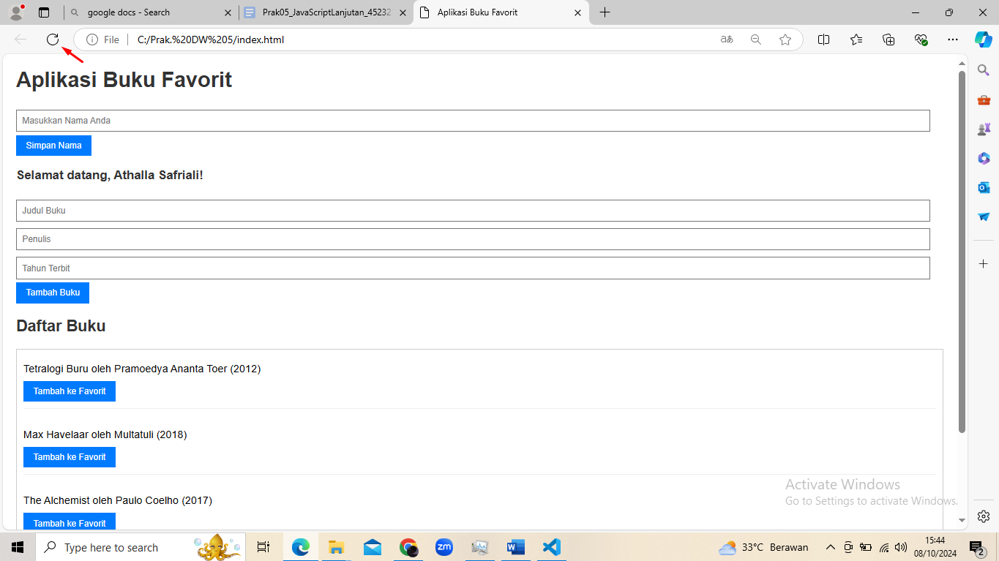 google docs - Search
Prak05_JavaScriptLanjutan_45232
Aplikasi Buku Favorit
File
C:/Prak.%20DW%205/index.html
Aplikasi Buku Favorit
Masukkan Nama Anda
Simpan Nama
Selamat datang, Athalla Safriali!
Judul Buku
Penulis
Tahun Terbit
Tambah Buku
Daftar Buku
Tetralogi Buru oleh Pramoedya Ananta Toer (2012)
Tambah ke Favorit
Max Havelaar oleh Multatuli (2018)
Tambah ke Favorit
The Alchemist oleh Paulo Coelho (2017)
Tambah ke Favorit
Activate Windows
Go to Settings to activate Windows.
Type here to search
zm
33°C Berawan
15:44
08/10/2024
2